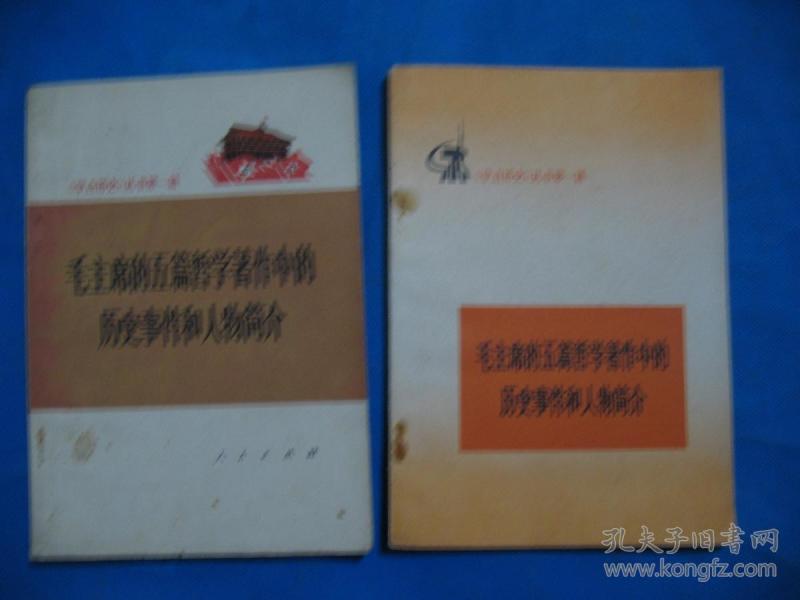 毛主席的五篇哲学著作中的
历史事件和人物简介
人民出版社
毛主席的五篇哲学著作中的
历史事件和人物简介
孔夫子旧书网
www.kongfz.com